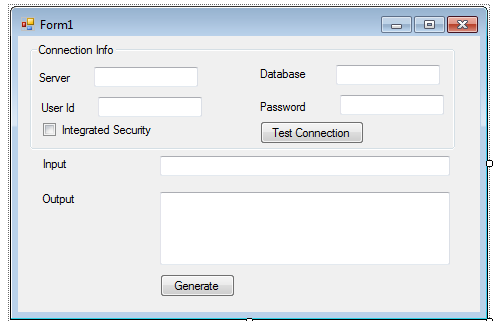 Form1
Connection Info
Server
Database
User Id
Password
Integrated Security
Test Connection
Input
Output
Generate